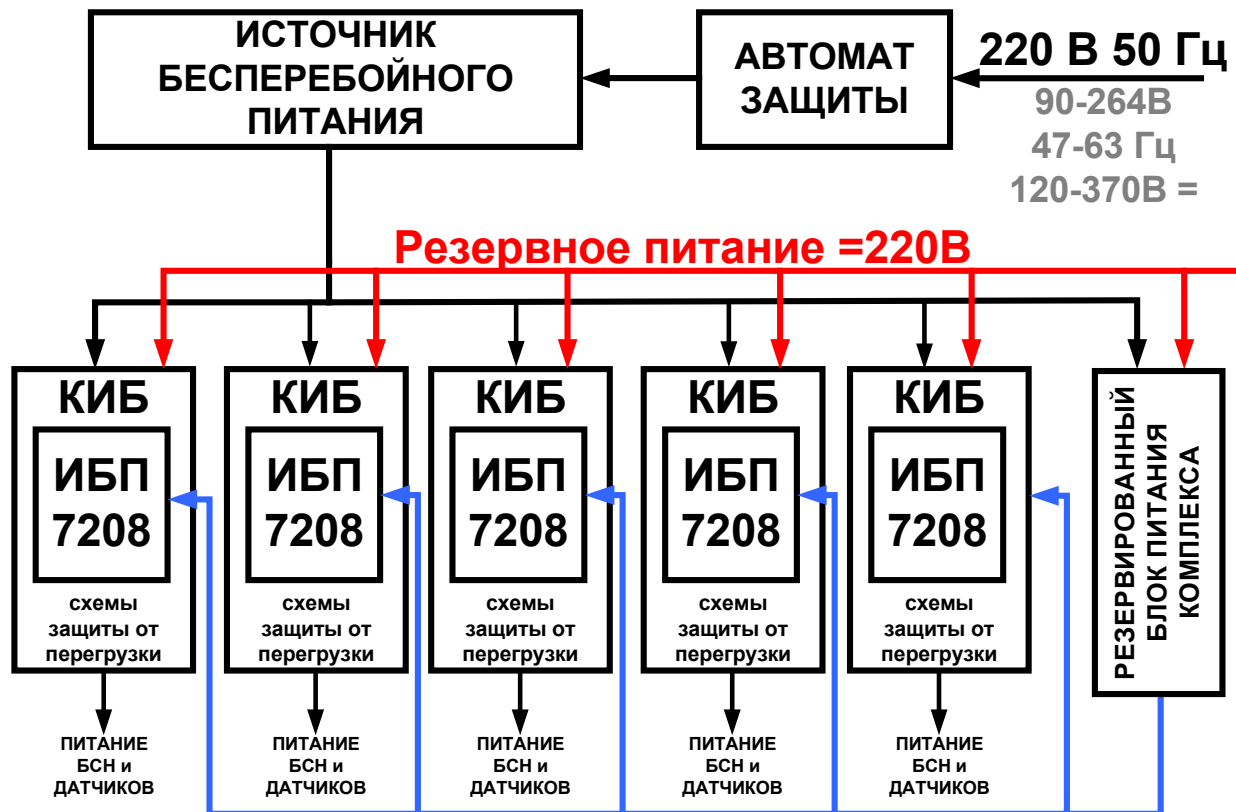 ИСТОЧНИК
БЕСПЕРЕБОЙНОГО
ПИТАНИЯ
АВТОМАТ
ЗАЩИТЫ
220 В 50 Гц
90-264В
47-63 Гц
120-370В =
Резервное питание =220В
КИБ
ИБП
7208
схемы
защиты от
перегрузки
ПИТАНИЕ
БСН и
ДАТЧИКОВ
КИБ
ИБП
7208
схемы
защиты от
перегрузки
ПИТАНИЕ
БСН и
ДАТЧИКОВ
КИБ
ИБП
7208
схемы
защиты от
перегрузки
ПИТАНИЕ
БСН и
ДАТЧИКОВ
КИБ
ИБП
7208
схемы
защиты от
перегрузки
ПИТАНИЕ
БСН и
ДАТЧИКОВ
КИБ
ИБП
7208
схемы
защиты от
перегрузки
ПИТАНИЕ
БСН и
ДАТЧИКОВ
РЕЗЕРВИРОВАННЫЙ
БЛОК ПИТАНИЯ
КОМПЛЕКСА